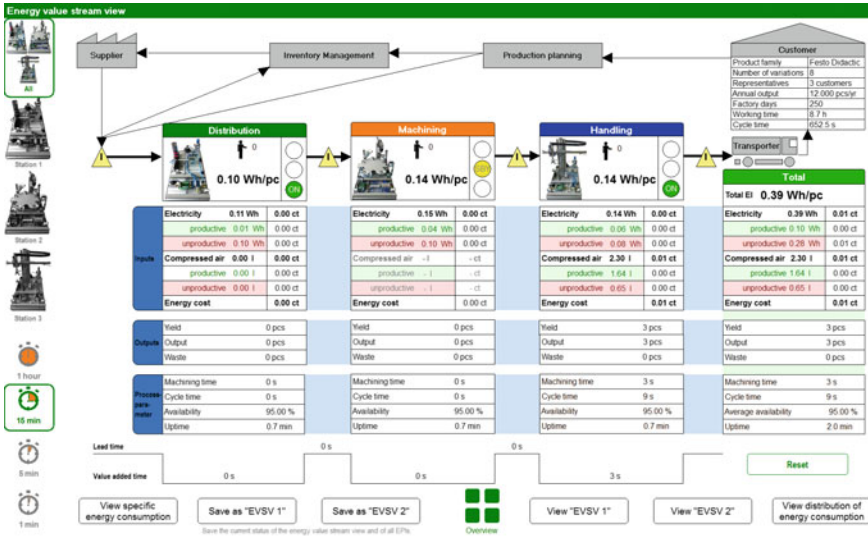 Energy value stream view
All
Station 1
Station 2
Station 3
1 hour
15 min
5 min
1 min
Supplier
Inventory Management
Production planning
Customer
Product family Festo Didactic
Number of variations 8
Representatives 3 customers
Annual output 12.000 pcs/yr
Factory days 250
Working time 8.7 h
Cycle time 652.5 s
Transporter
Distribution
0
0.10 Wh/pc
ON
Machining
0
0.14 Wh/pc
Handling
0
0.14 Wh/pc
ON
Total
Total EI 0.39 Wh/pc
Inputs
Electricity 0.11 Wh 0.00 ct
productive 0.01 Wh 0.00 ct
unproductive 0.10 Wh 0.00 ct
Compressed air 0.00 l 0.00 ct
productive 0.00 l 0.00 ct
unproductive 0.00 l 0.00 ct
Energy cost 0.00 ct
Electricity 0.15 Wh 0.00 ct
productive 0.04 Wh 0.00 ct
unproductive 0.10 Wh 0.00 ct
Compressed air - l - ct
productive - l - ct
unproductive - l - ct
Energy cost 0.00 ct
Electricity 0.14 Wh 0.00 ct
productive 0.06 Wh 0.00 ct
unproductive 0.08 Wh 0.00 ct
Compressed air 2.30 l 0.01 ct
productive 1.64 l 0.01 ct
unproductive 0.65 l 0.00 ct
Energy cost 0.01 ct
Electricity 0.39 Wh 0.01 ct
productive 0.10 Wh 0.00 ct
unproductive 0.28 Wh 0.01 ct
Compressed air 2.30 l 0.01 ct
productive 1.64 l 0.01 ct
unproductive 0.65 l 0.00 ct
Energy cost 0.01 ct
Outputs
Yield 0 pcs
Output 0 pcs
Waste 0 pcs
Yield 0 pcs
Output 0 pcs
Waste 0 pcs
Yield 3 pcs
Output 3 pcs
Waste 0 pcs
Yield 3 pcs
Output 3 pcs
Waste 0 pcs
Process-
para-
meter
Machining time 0 s
Cycle time 0 s
Availability 95.00 %
Uptime 0.7 min
Machining time 0 s
Cycle time 0 s
Availability 95.00 %
Uptime 0.7 min
Machining time 3 s
Cycle time 9 s
Availability 95.00 %
Uptime 0.7 min
Machining time 3 s
Cycle time 9 s
Average availability 95.00 %
Uptime 2.0 min
Lead time 0 s 0 s
Value added time 0 s 0 s 3 s
Reset
View specific
energy consumption
Save as "EVSV 1"
Save as "EVSV 2"
Overview
View "EVSV 1"
View "EVSV 2"
View distribution of
energy consumption
Save the current status of the energy value stream view and of all EPIs.